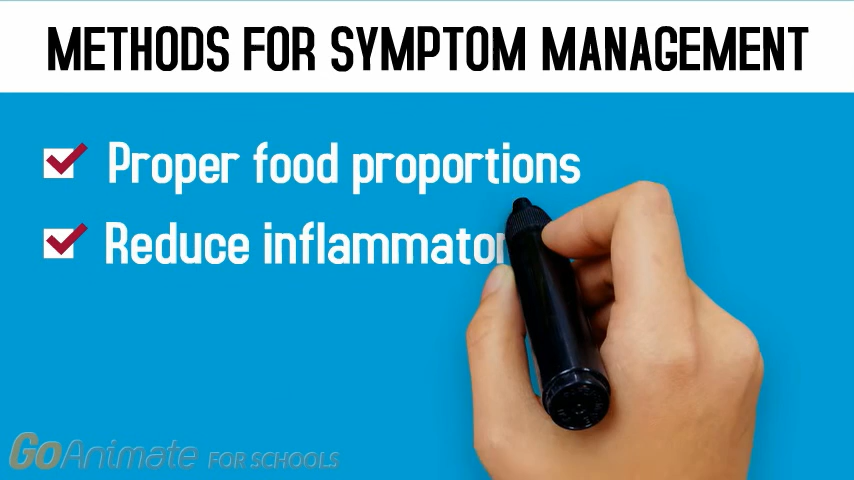 METHODS FOR SYMPTOM MANAGEMENT
Proper food proportions
Reduce inflammator
GoAnimate FOR SCHOOLS